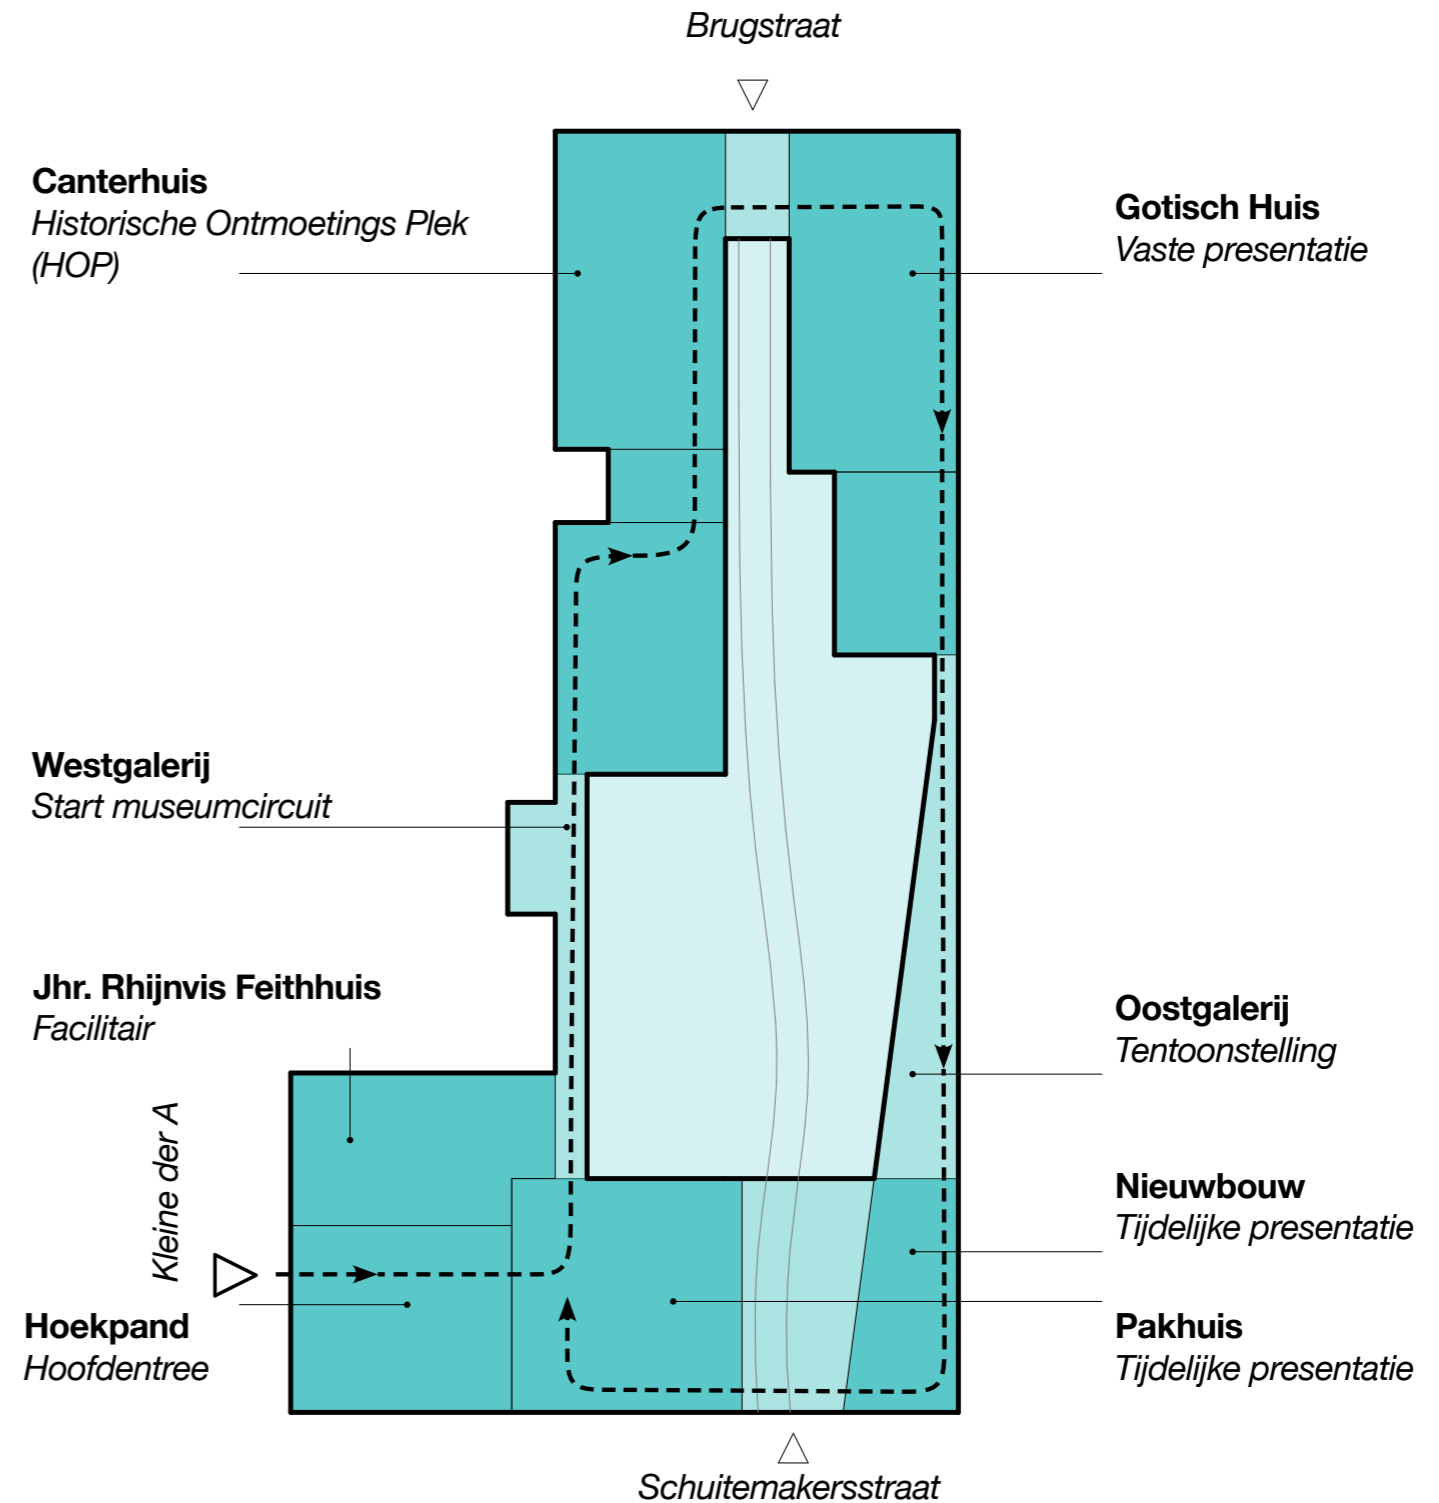 Brugstraat
Canterhuis
Historische Ontmoetings Plek
(HOP)
Gotisch Huis
Vaste presentatie
Westgalerij
Start museumcircuit
Jhr. Rhijnvis Feithhuis
Facilitair
Oostgalerij
Tentoonstelling
Kleine der A
Nieuwbouw
Tijdelijke presentatie
Hoekpand
Hoofdentree
Pakhuis
Tijdelijke presentatie
Schuitemakersstraat